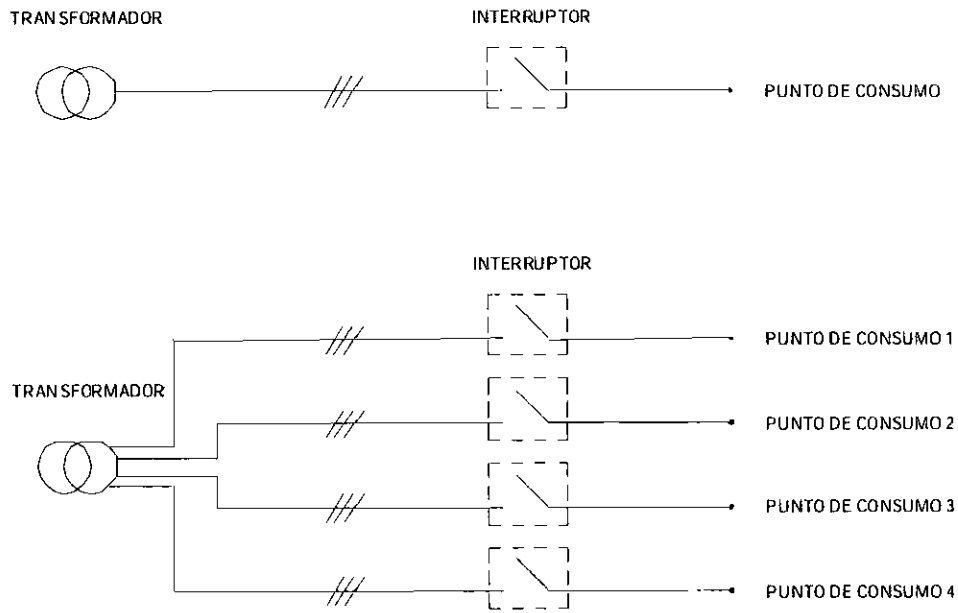 TRANSFORMADOR
INTERRUPTOR
PUNTO DE CONSUMO
INTERRUPTOR
PUNTO DE CONSUMO 1
TRANSFORMADOR
PUNTO DE CONSUMO 2
PUNTO DE CONSUMO 3
PUNTO DE CONSUMO 4